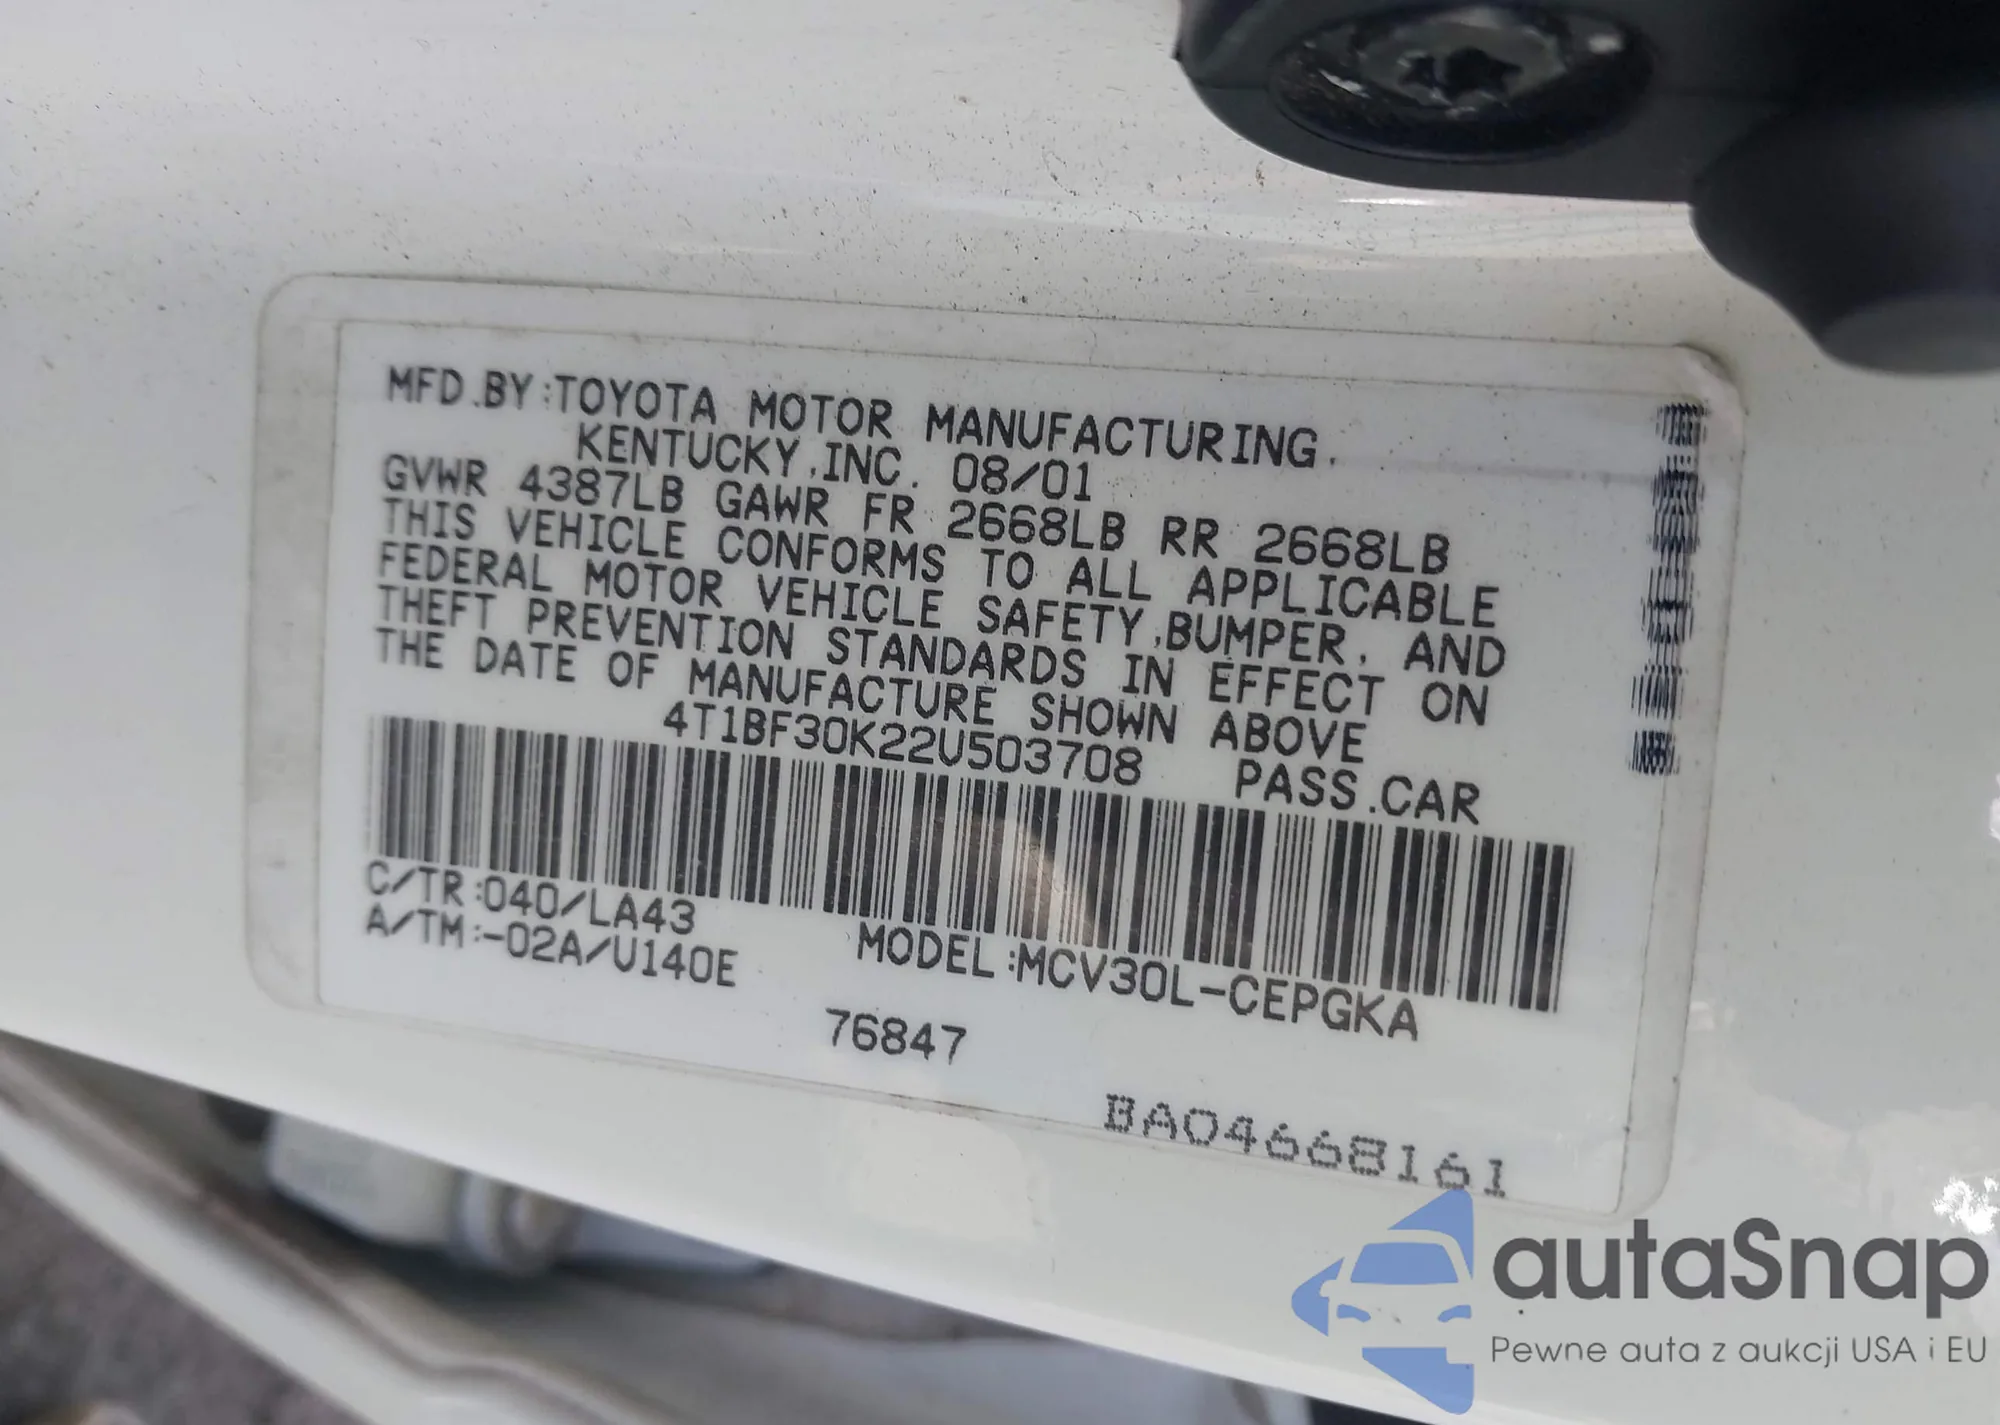 MFD.BY:TOYOTA MOTOR MANUFACTURING,
KENTUCKY,INC. 08/01
GVWR 4387LB GAWR FR 2668LB RR 2668LB
THIS VEHICLE CONFORMS TO ALL APPLICABLE
FEDERAL MOTOR VEHICLE SAFETY,BUMPER, AND
THEFT PREVENTION STANDARDS IN EFFECT ON
THE DATE OF MANUFACTURE SHOWN ABOVE
4T1BF30K22U503708 PASS.CAR
C/TR:040/LA43
A/TM:-02A/U140E MODEL:MCV30L-CEPGKA
76847
BA04668161
autaSnap
Pewne auta z aukcji USA i EU